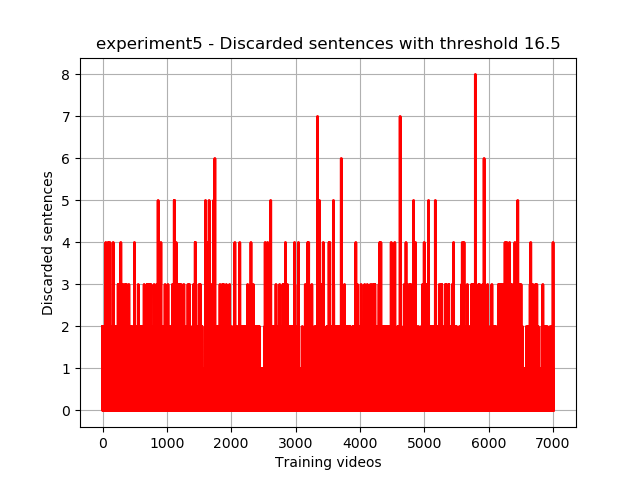 experiment5 - Discarded sentences with threshold 16.5
8
7
6
5
4
3
2
1
0
Discarded sentences
0 1000 2000 3000 4000 5000 6000 7000
Training videos